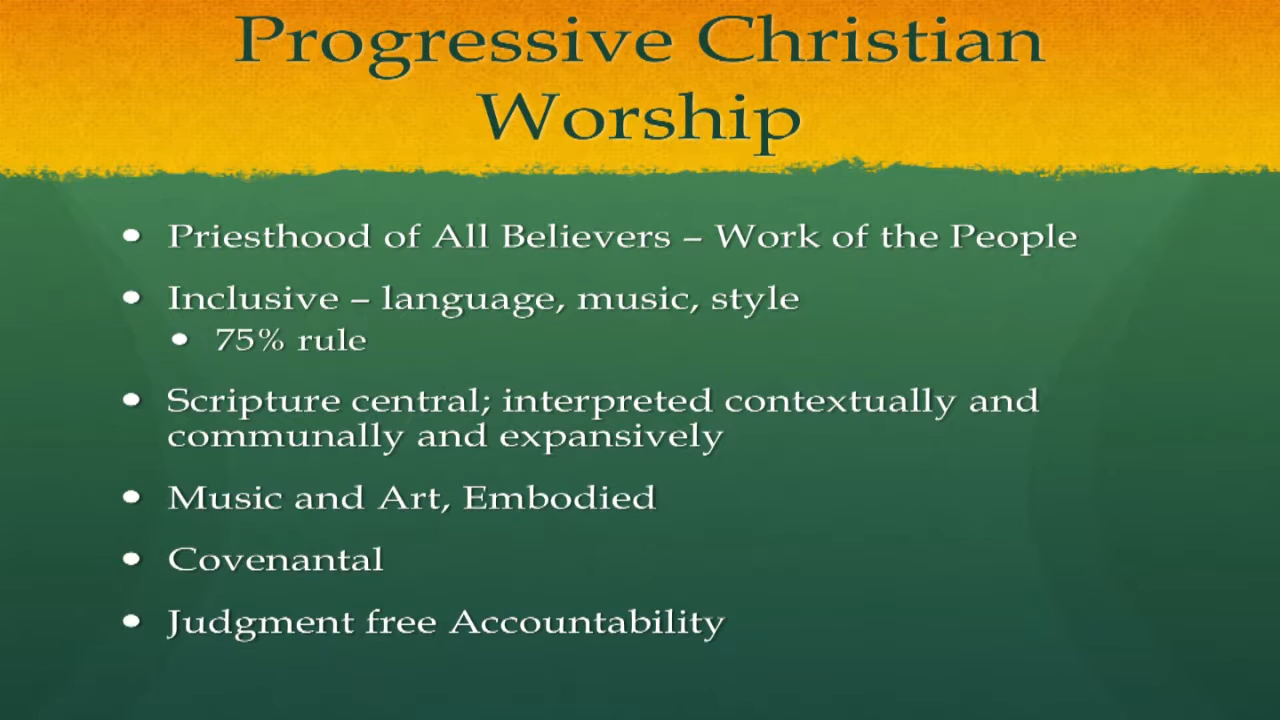 Progressive Christian
Worship
• Priesthood of All Believers – Work of the People
• Inclusive – language, music, style
• 75% rule
• Scripture central; interpreted contextually and
communally and expansively
• Music and Art, Embodied
• Covenantal
• Judgment free Accountability